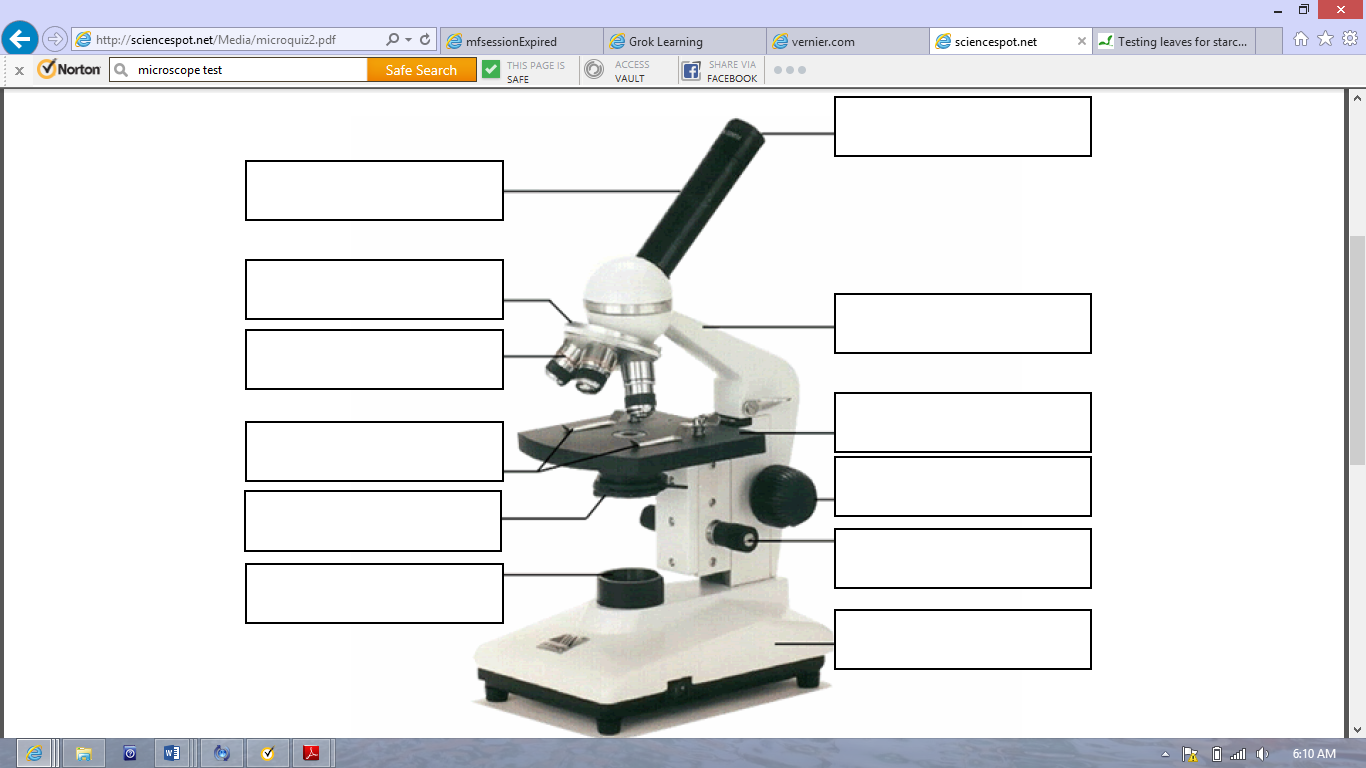 http://sciencespot.net/Media/microquiz2.pdf
mfsessionExpired
Grok Learning
vernier.com
sciencespot.net
Testing leaves for starc...
x
Norton
microscope test
Safe Search
THIS PAGE IS
SAFE
ACCESS
VAULT
SHARE VIA
FACEBOOK
6:10 AM